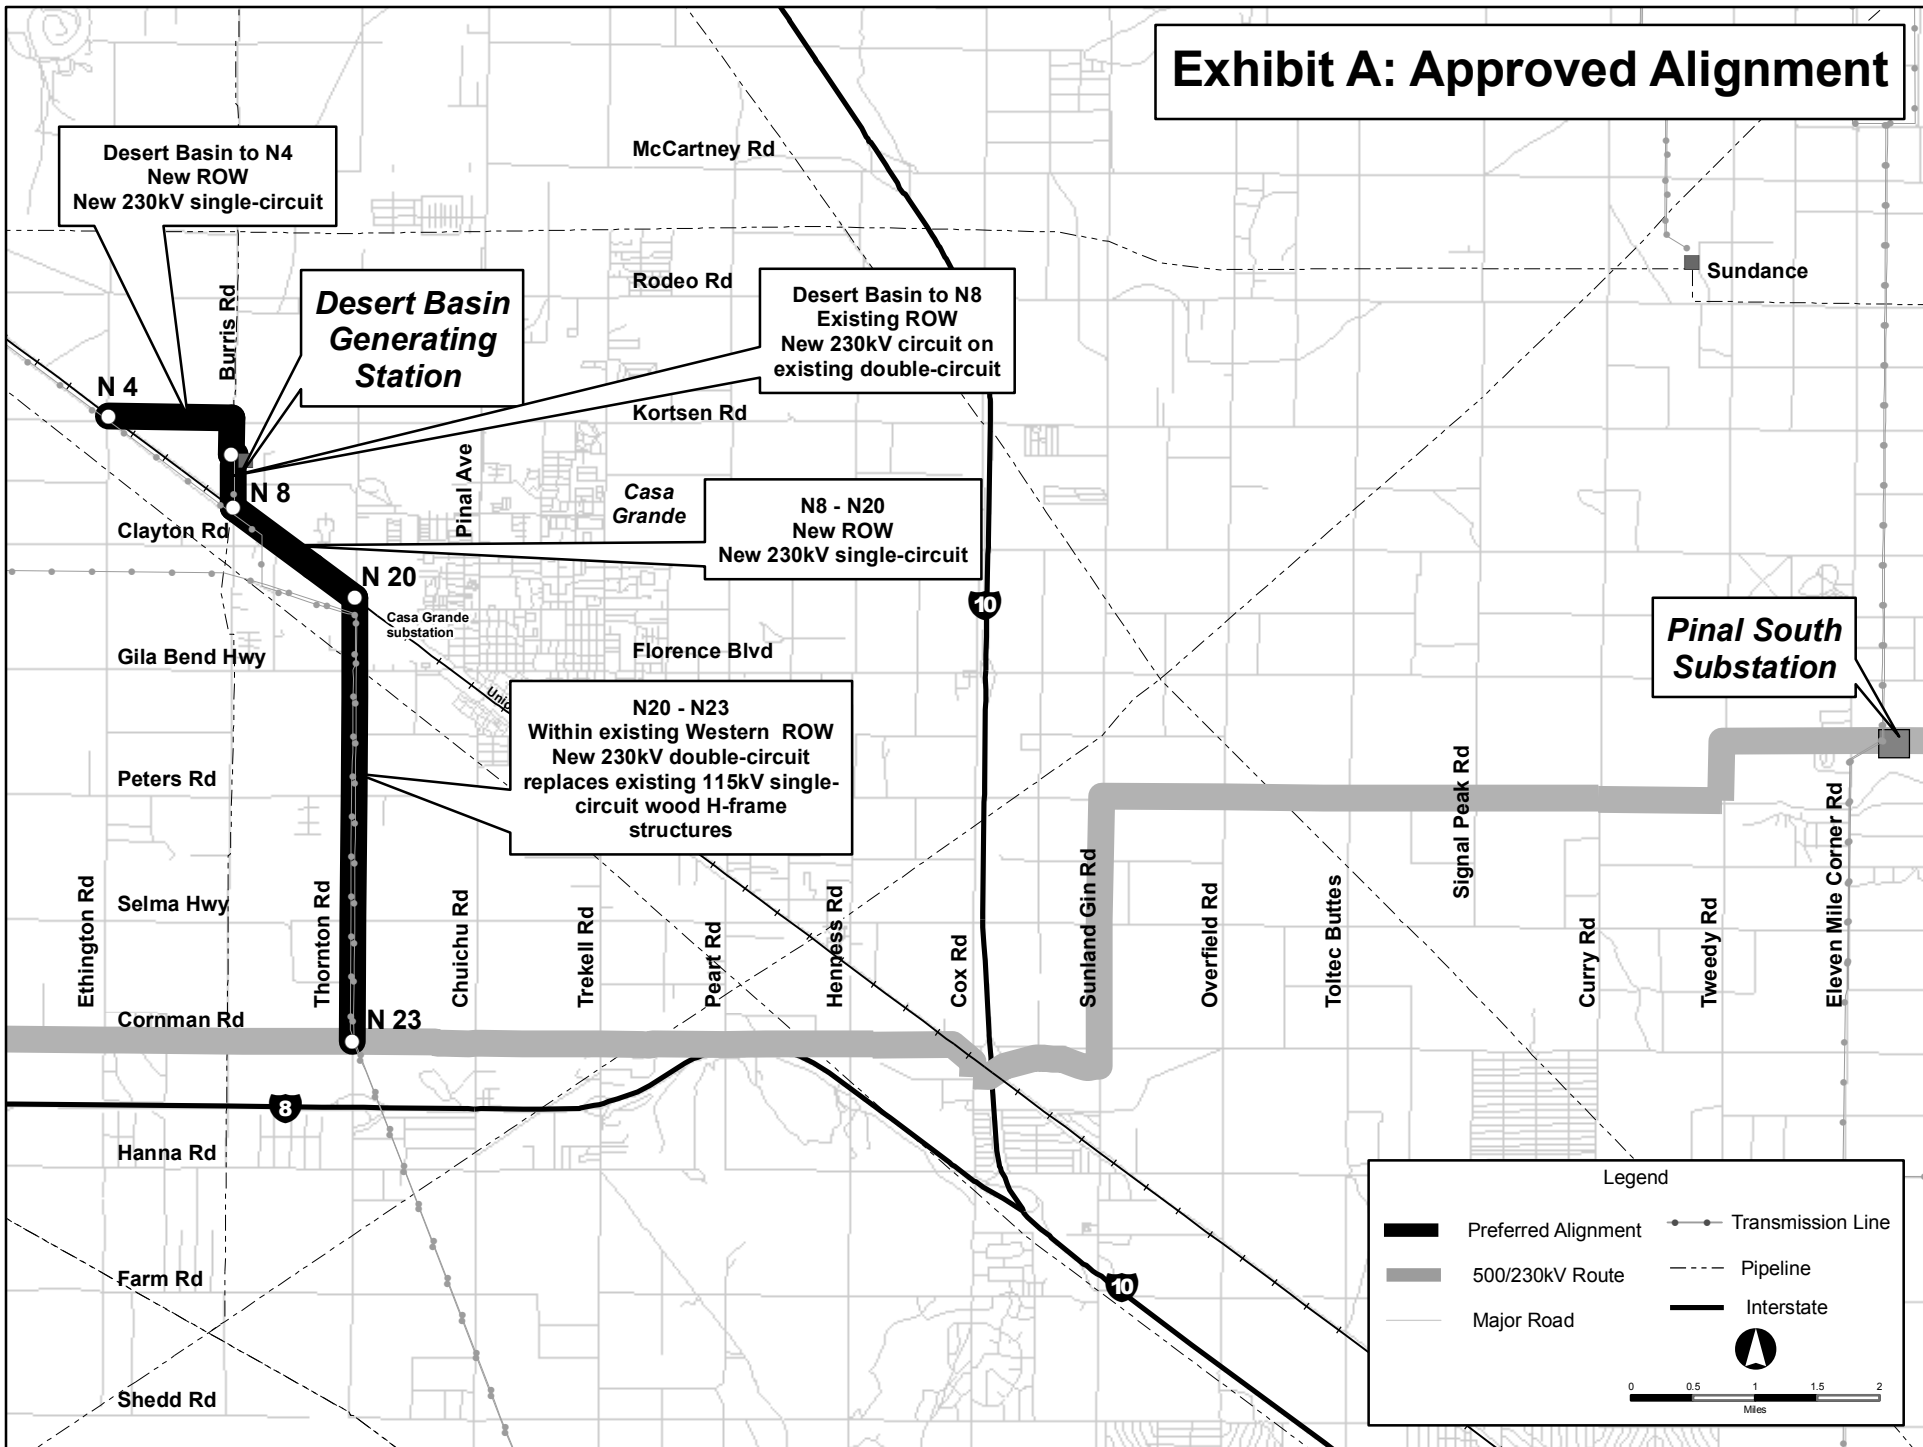 Exhibit A: Approved Alignment
Desert Basin to N4
New ROW
New 230kV single-circuit
McCartney Rd
Burris Rd
Desert Basin
Generating
Station
Rodeo Rd
Desert Basin to N8
Existing ROW
New 230kV circuit on
existing double-circuit
Sundance
N 4
Kortsen Rd
N 8
Pinal Ave
Casa
Grande
N8 - N20
New ROW
New 230kV single-circuit
Clayton Rd
N 20
Casa Grande
substation
10
Gila Bend Hwy
Florence Blvd
Pinal South
Substation
N20 - N23
Within existing Western ROW
New 230kV double-circuit
replaces existing 115kV single-
circuit wood H-frame
structures
Peters Rd
Selma Hwy
Ethington Rd
Thornton Rd
Chuichu Rd
Trekell Rd
Peart Rd
Henness Rd
Cox Rd
Sunland Gin Rd
Overfield Rd
Toltec Buttes
Signal Peak Rd
Curry Rd
Tweedy Rd
Eleven Mile Corner Rd
Cornman Rd
N 23
8
Hanna Rd
Farm Rd
10
Shedd Rd
Legend
Preferred Alignment
Transmission Line
500/230kV Route
Pipeline
Major Road
Interstate
0 0.5 1 1.5 2
Miles